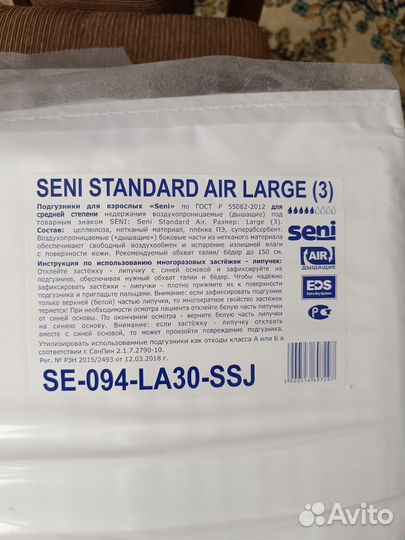 SENI STANDARD AIR LARGE (3)
Подгузники для взрослых «Seni» по ГОСТ Р 55082-2012 для
средней степени недержания воздухопроницаемые (дышащие) под
товарным знаком SENI: Seni Standard Air. Размер: Large (3).
Состав: целлюлоза, нетканый материал, плёнка ПЭ, суперабсорбент.
Воздухопроницаемые («дышащие») боковые части из нетканого материала
обеспечивают свободный воздухообмен и испарение излишней влаги
с поверхности кожи. Рекомендуемый обхват талии/ бёдер до 150 см.
Инструкция по использованию многоразовых застёжек - липучек:
Отклейте застёжку - липучку с синей основой и зафиксируйте на
подгузнике, обеспечивая нужный обхват талии/ бёдер. Чтобы надёжно
зафиксировать застёжки - липучки - плотно прижмите их к поверхности
подгузника и пригладьте пальцами. Внимание: если зафиксировать подгузник
только верхней (белой) частью липучки, то многократное свойство застёжек
теряется! При необходимости осмотра пациента отклейте белую часть липучки
от синей основы. По окончании осмотра - верните белую часть липучки
на синюю основу. Внимание: если застёжку - липучку отклеить
вместе с синей основой, то может произойти повреждение подгузника.
Утилизировать использованные подгузники как отходы класса А или Б в
соответствии с СанПин 2.1.7.2790-10.
Рег. № РЗН 2015/2493 от 12.03.2018 г.
seni
AIR
ДЫШАЩИЕ
EDS
Extra Dry System
SE-094-LA30-SSJ
Avito